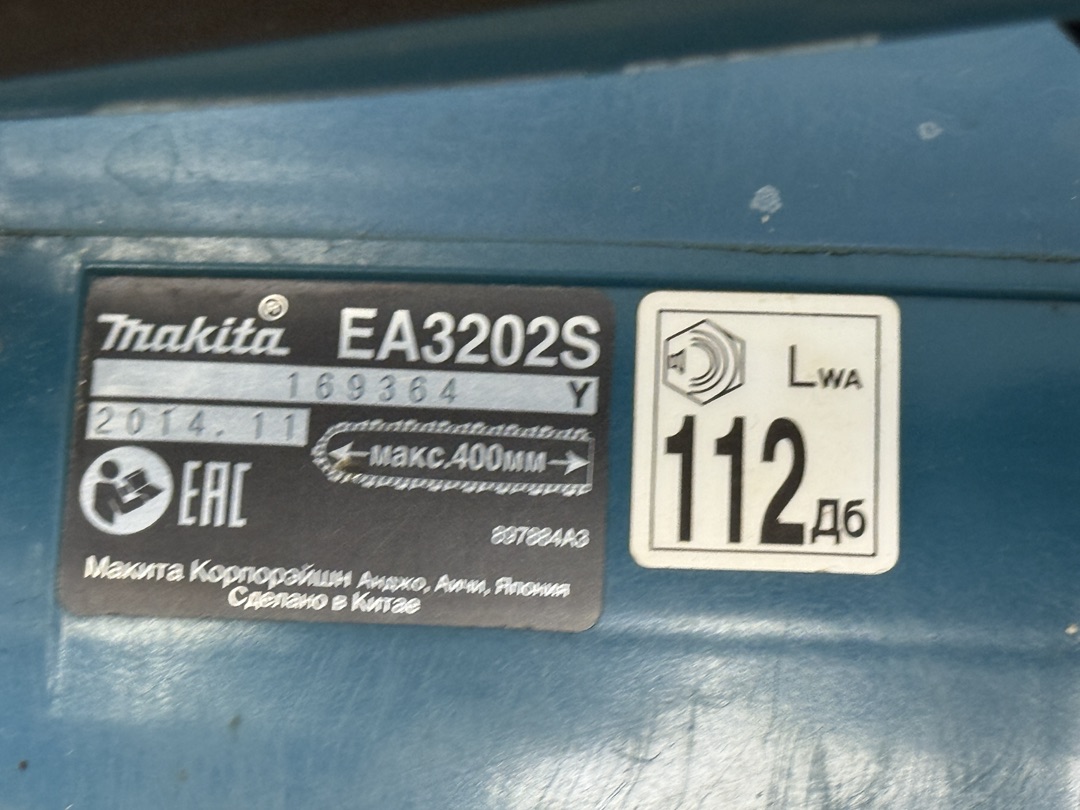 makita EA3202S
169364 Y
2014.11
макс.400мм
EAC
897884A3
Макита Корпорэйшн Анджо, Аичи, Япония
Сделано в Китае
LWA
112дб